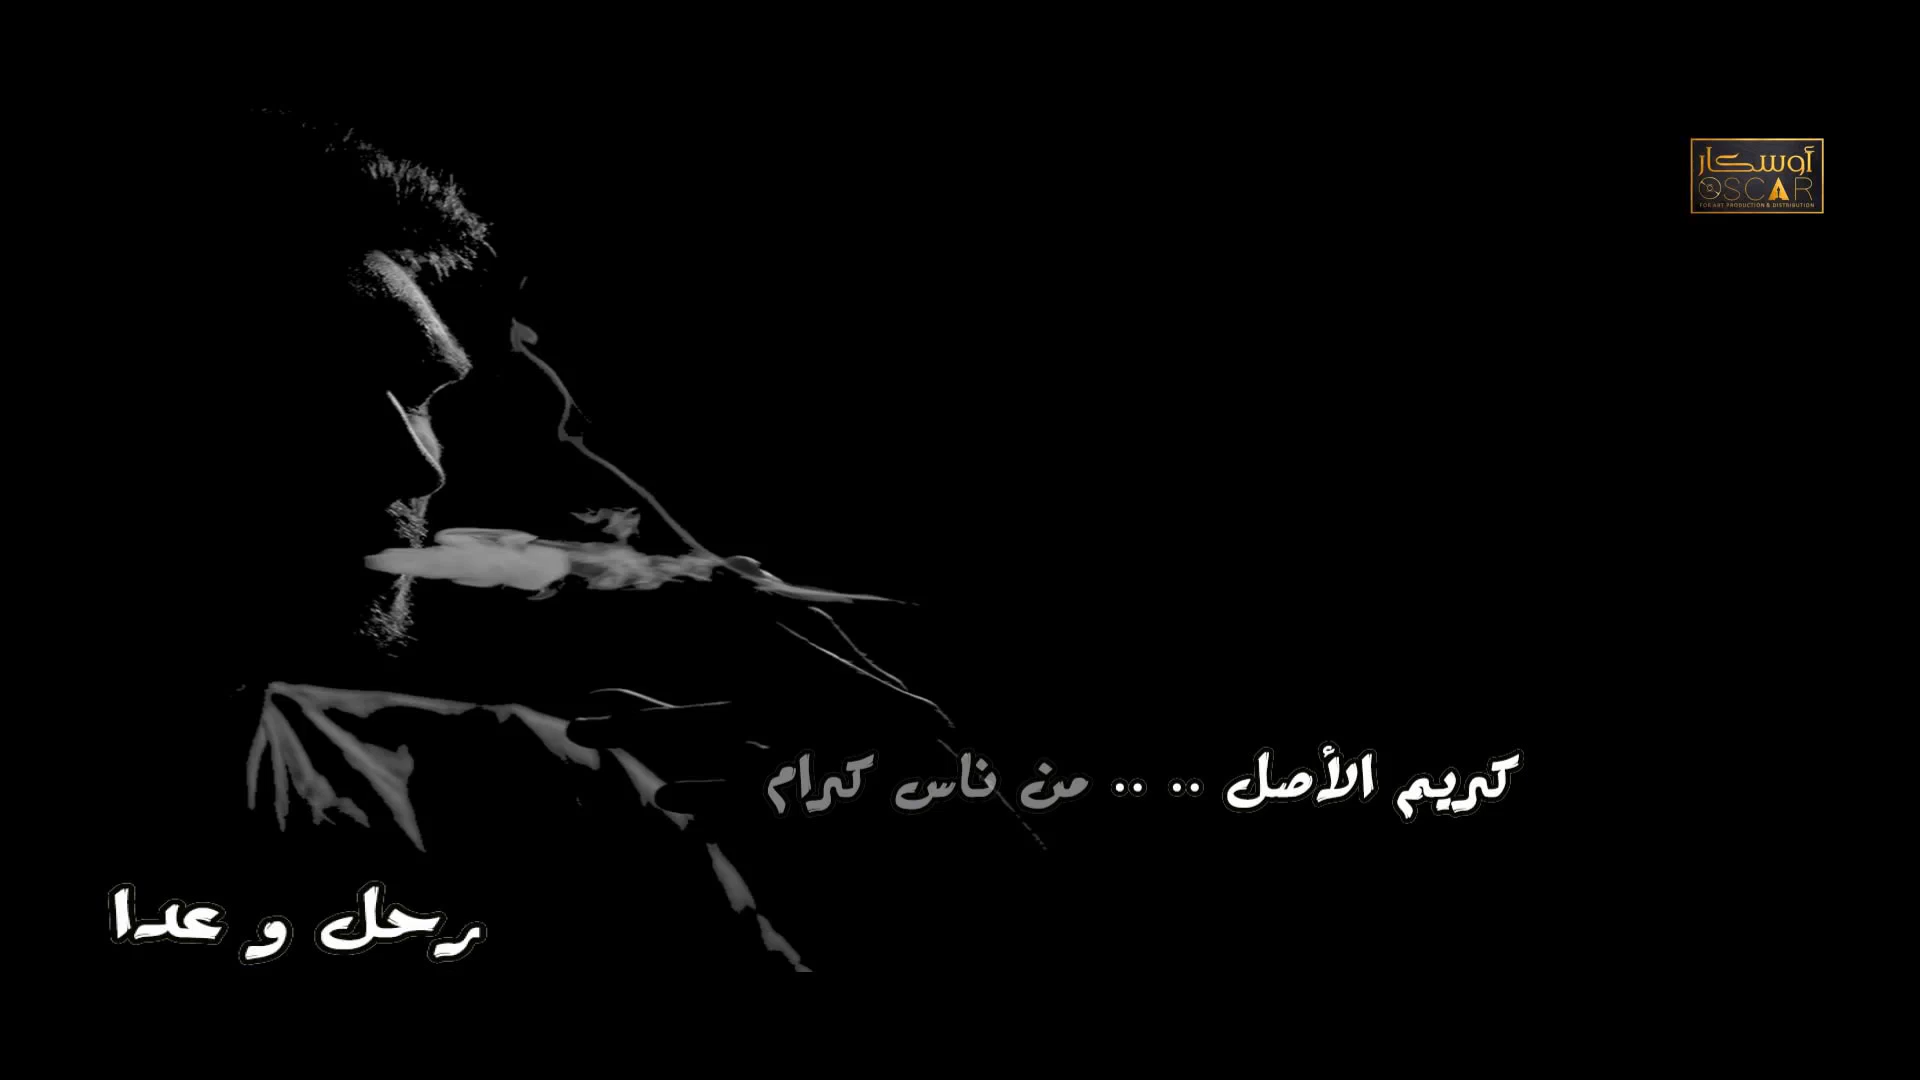 أوسكار
OSCAR
FOR ART PRODUCTION & DISTRIBUTION
كريم الأصل .. .. من ناس كرام
رحل و عدا